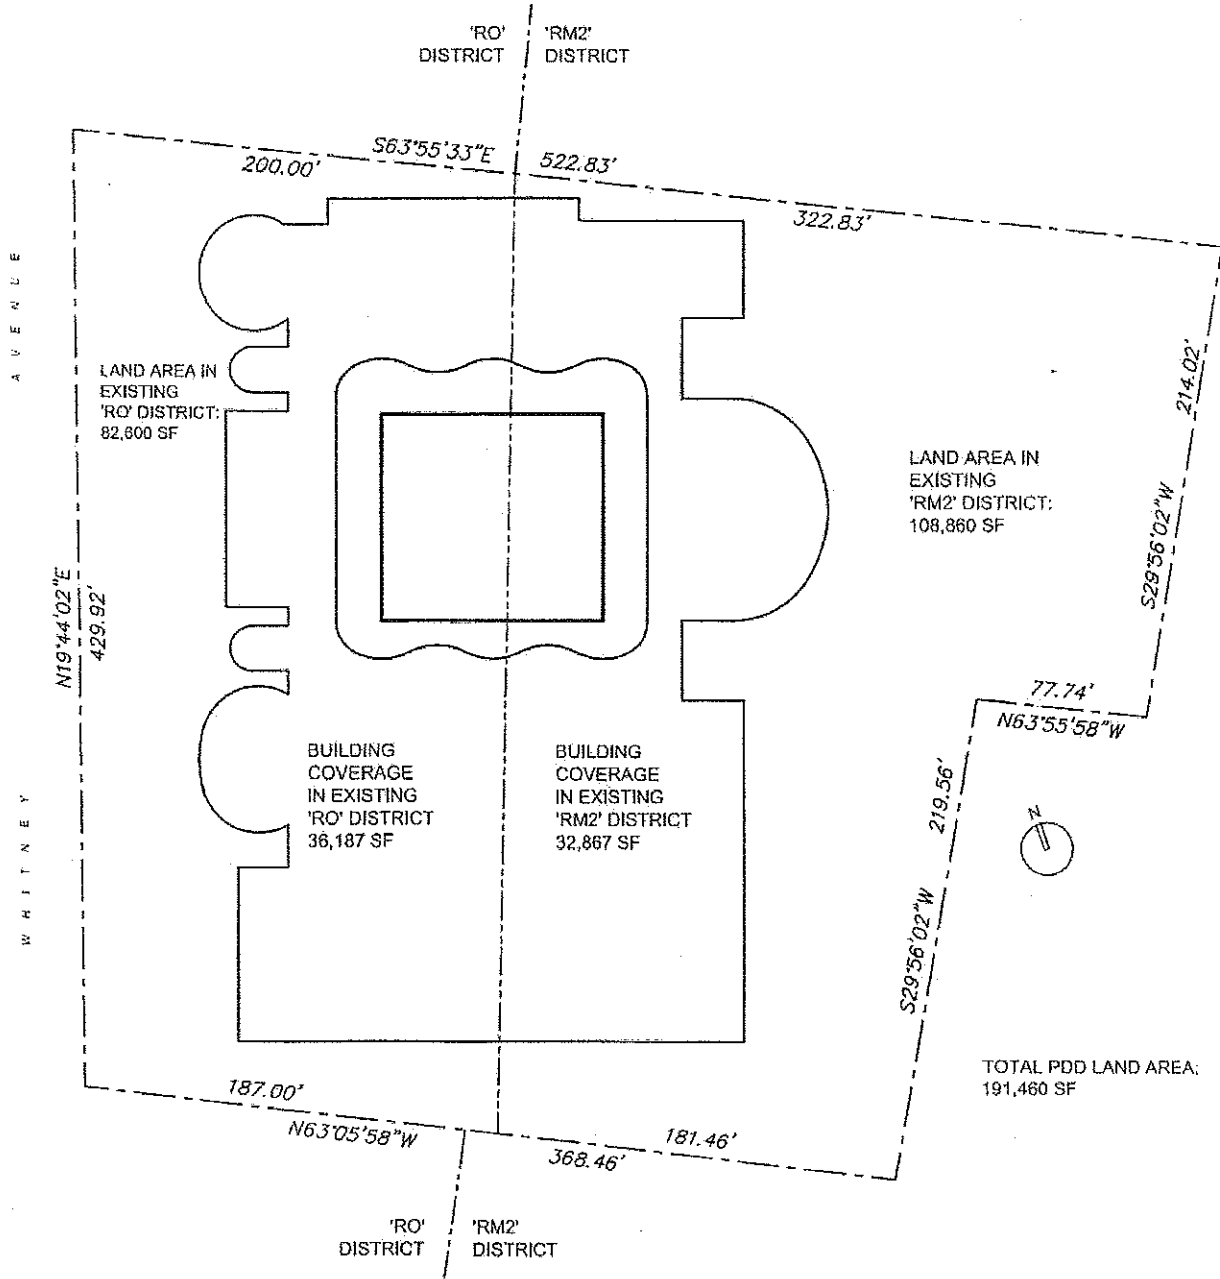 'RO' 'RM2'
DISTRICT DISTRICT
S63°55'33"E 522.83'
200.00'
322.83'
AVENUE
LAND AREA IN
EXISTING
'RO' DISTRICT:
82,600 SF
214.02'
S29°56'02"W
LAND AREA IN
EXISTING
'RM2' DISTRICT:
108,860 SF
N19°44'02"E
429.92'
77.74'
N63°55'58"W
BUILDING
COVERAGE
IN EXISTING
'RO' DISTRICT
36,187 SF
BUILDING
COVERAGE
IN EXISTING
'RM2' DISTRICT
32,867 SF
219.56'
S29°56'02"W
N
WHITNEY
TOTAL PDD LAND AREA:
191,460 SF
187.00'
N63°05'58"W
181.46'
368.46'
'RO' 'RM2'
DISTRICT DISTRICT